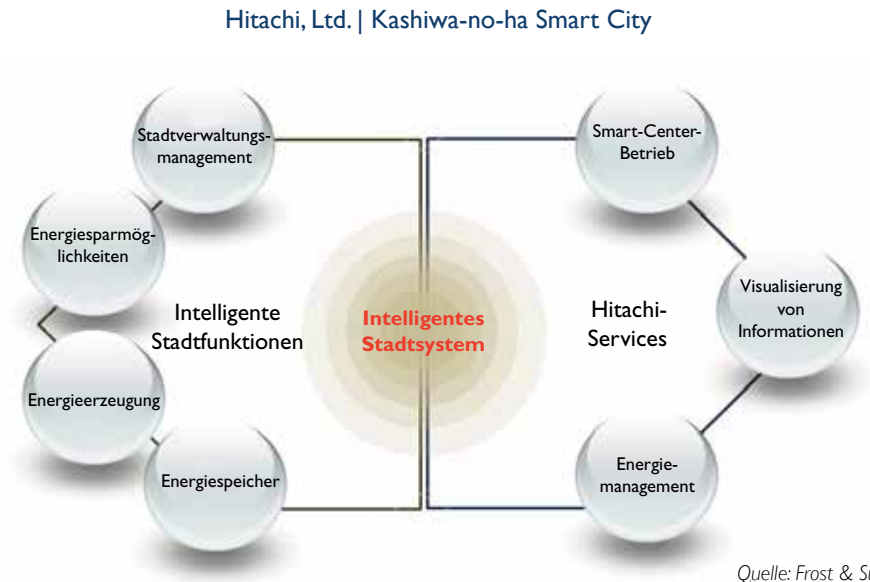 Hitachi, Ltd. | Kashiwa-no-ha Smart City
Stadtverwaltungs-
management
Energiesparmög-
lichkeiten
Intelligente
Stadtfunktionen
Energieerzeugung
Energiespeicher
Intelligentes
Stadtsystem
Smart-Center-
Betrieb
Hitachi-
Services
Visualisierung
von
Informationen
Energie-
management
Quelle: Frost &